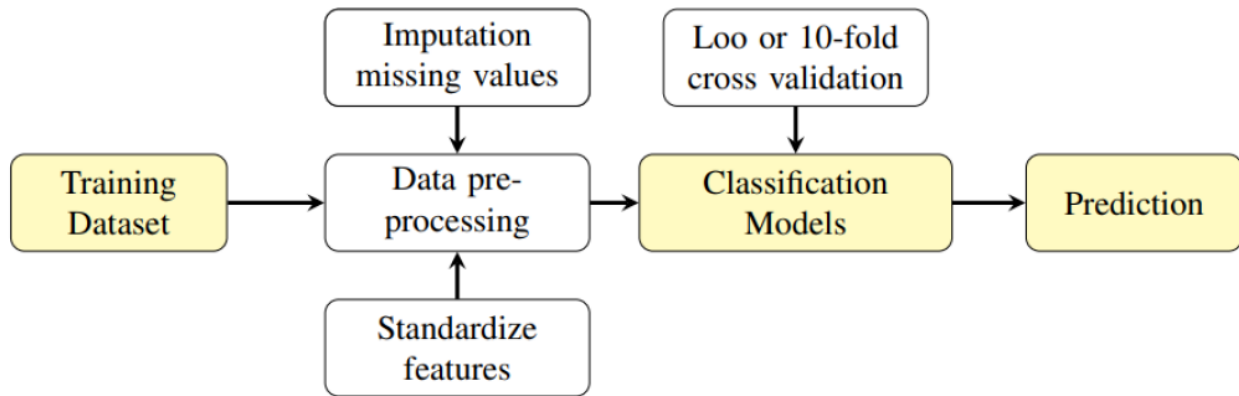 Imputation
missing values
Loo or 10-fold
cross validation
Training
Dataset
Data pre-
processing
Classification
Models
Prediction
Standardize
features